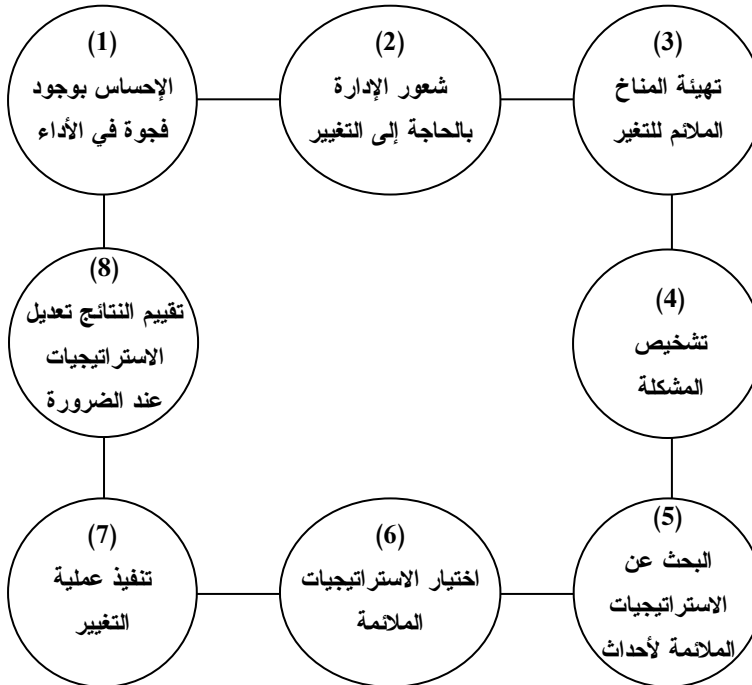 (1)
الإحساس بوجود
فجوة في الأداء
(2)
شعور الإدارة
بالحاجة إلى التغيير
(3)
تهيئة المناخ
الملائم للتغير
(4)
تشخيص
المشكلة
(5)
البحث عن
الاستراتيجيات
الملائمة لأحداث
(6)
اختيار الاستراتيجيات
الملائمة
(7)
تنفيذ عملية
التغيير
(8)
تقييم النتائج تعديل
الاستراتيجيات
عند الضرورة